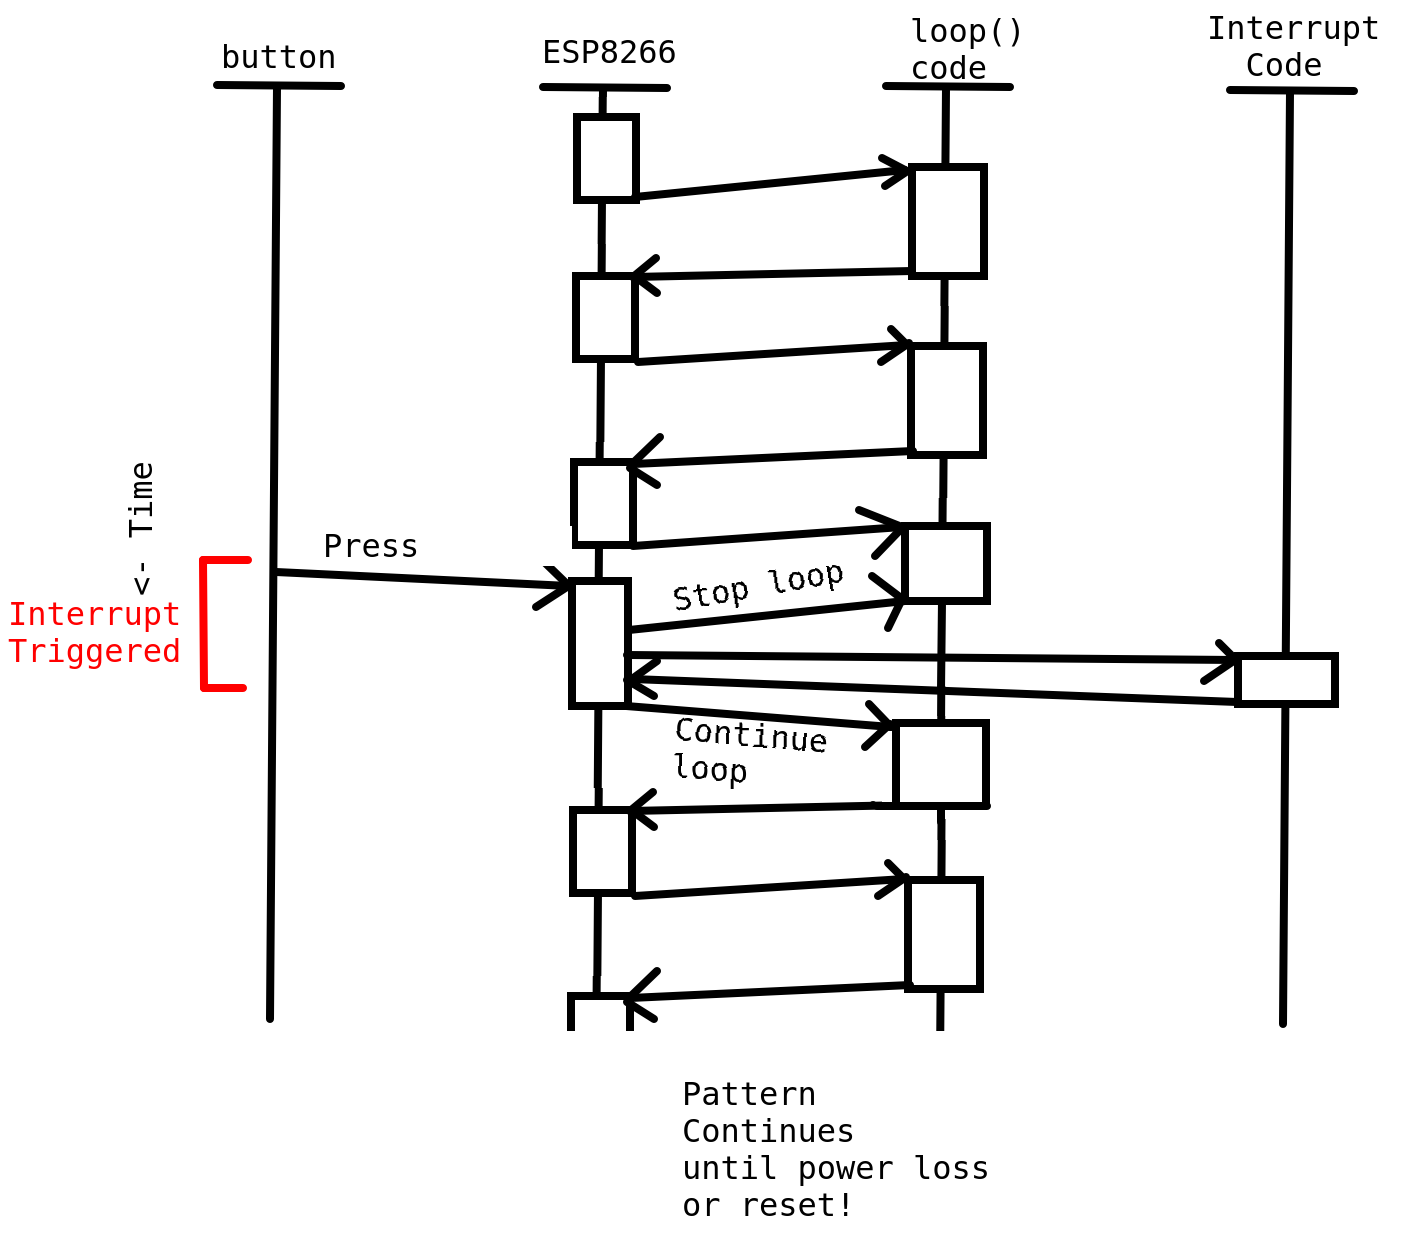 button
ESP8266
loop()
code
Interrupt
Code
<- Time
Press
Interrupt
Triggered
Stop loop
Continue
loop
Pattern
Continues
until power loss
or reset!